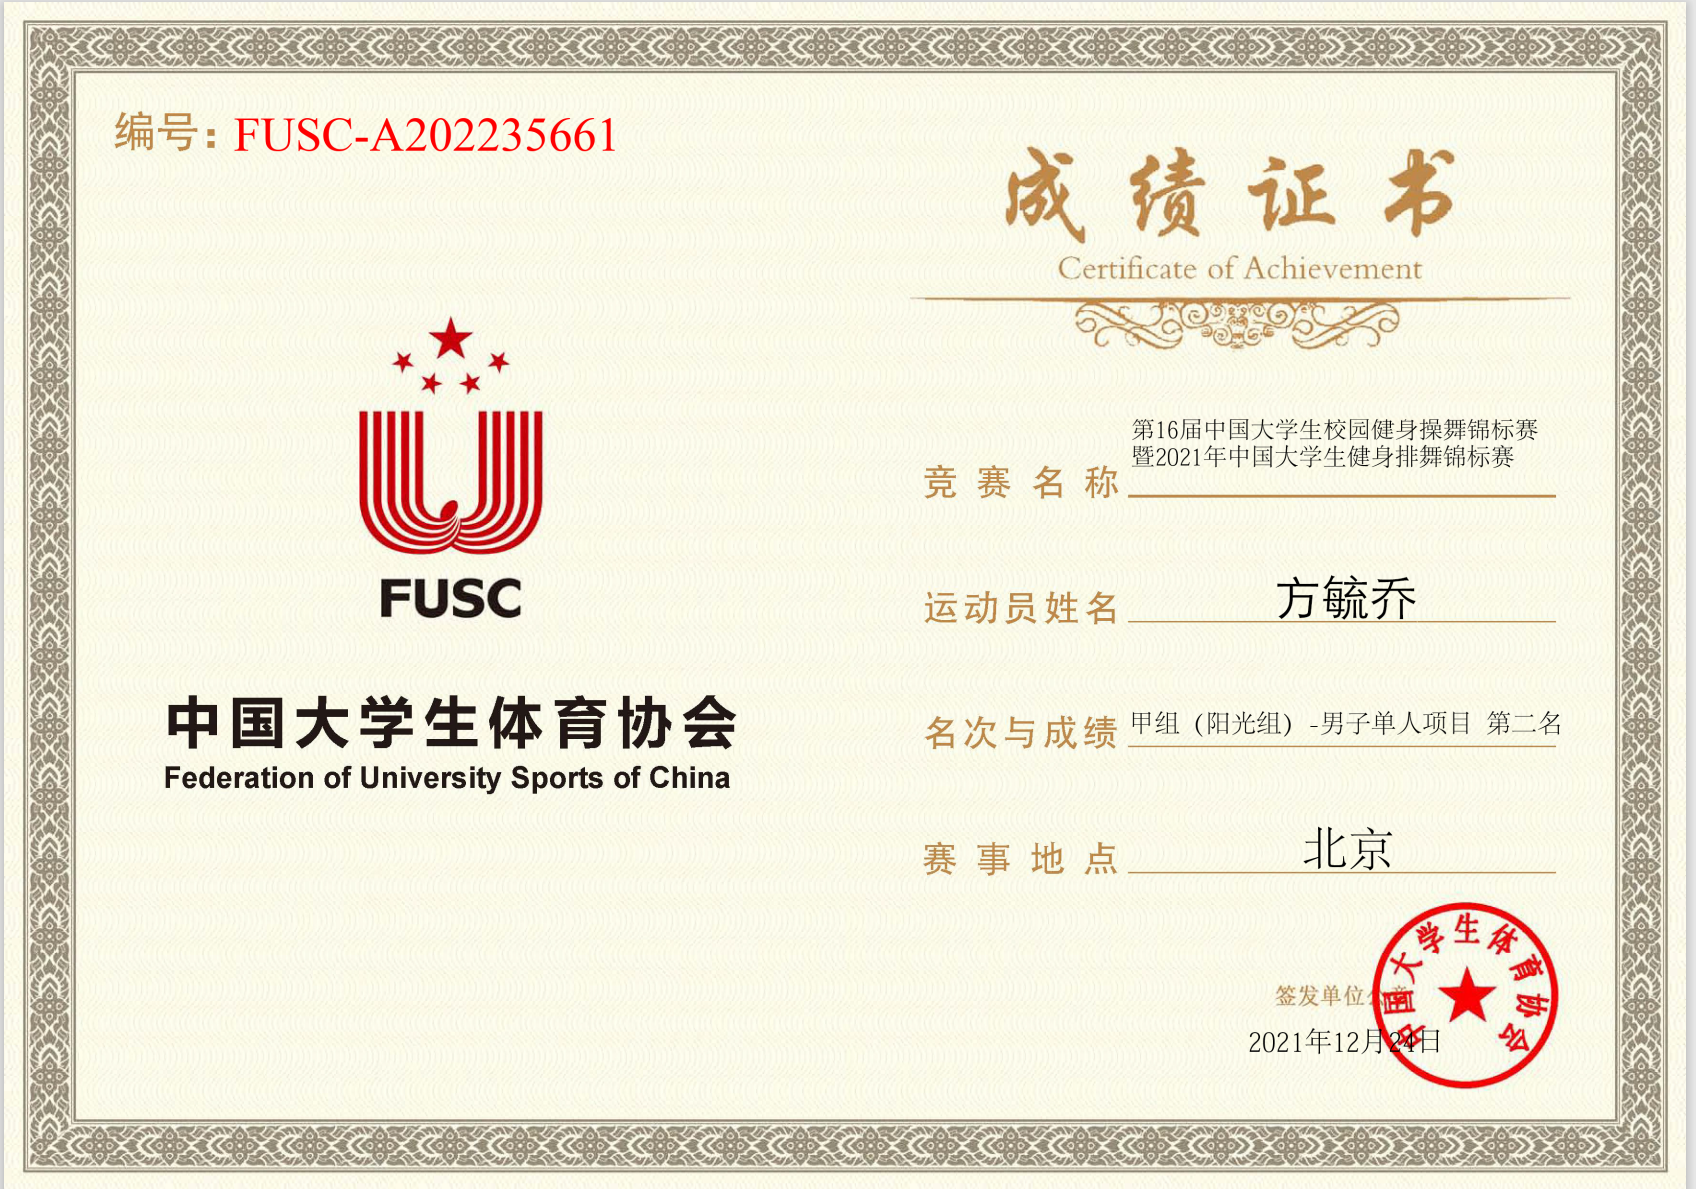 编号：FUSC-A202235661
成绩证书
Certificate of Achievement
FUSC
中国大学生体育协会
Federation of University Sports of China
竞赛名称
第16届中国大学生校园健身操舞锦标赛
暨2021年中国大学生健身排舞锦标赛
运动员姓名 方毓乔
名次与成绩 甲组（阳光组）-男子单人项目 第二名
赛事地点 北京
签发单位公章
2021年12月24日
中国大学生体育协会